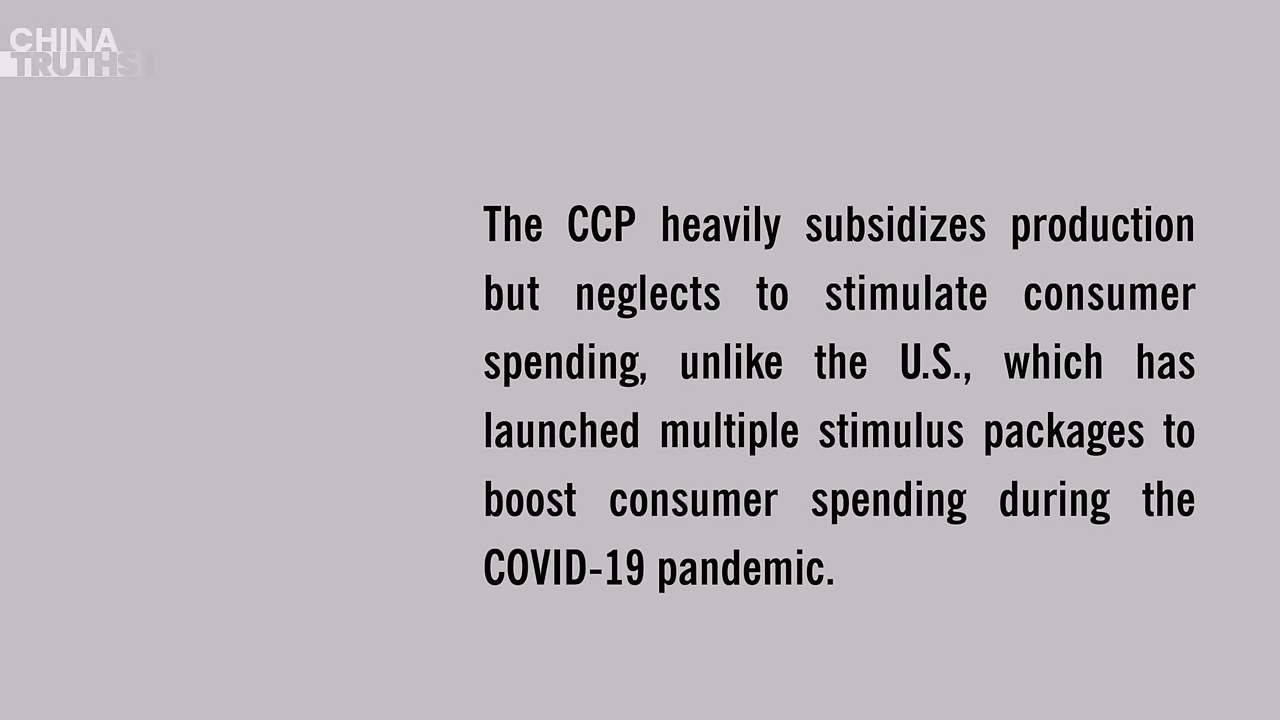 CHINA
TRUTHS
The CCP heavily subsidizes production
but neglects to stimulate consumer
spending, unlike the U.S., which has
launched multiple stimulus packages to
boost consumer spending during the
COVID-19 pandemic.